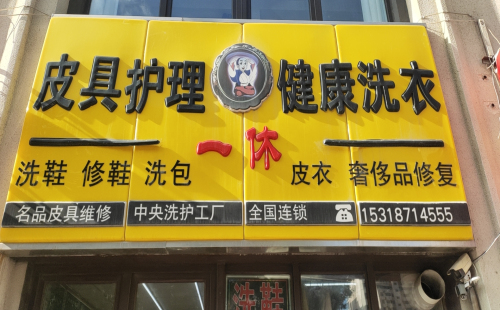 皮具护理 健康洗衣
一休
洗鞋 修鞋 洗包 皮衣 奢侈品修复
名品皮具维修 中央洗护工厂 全国连锁 ☎ 15318714555
洗鞋